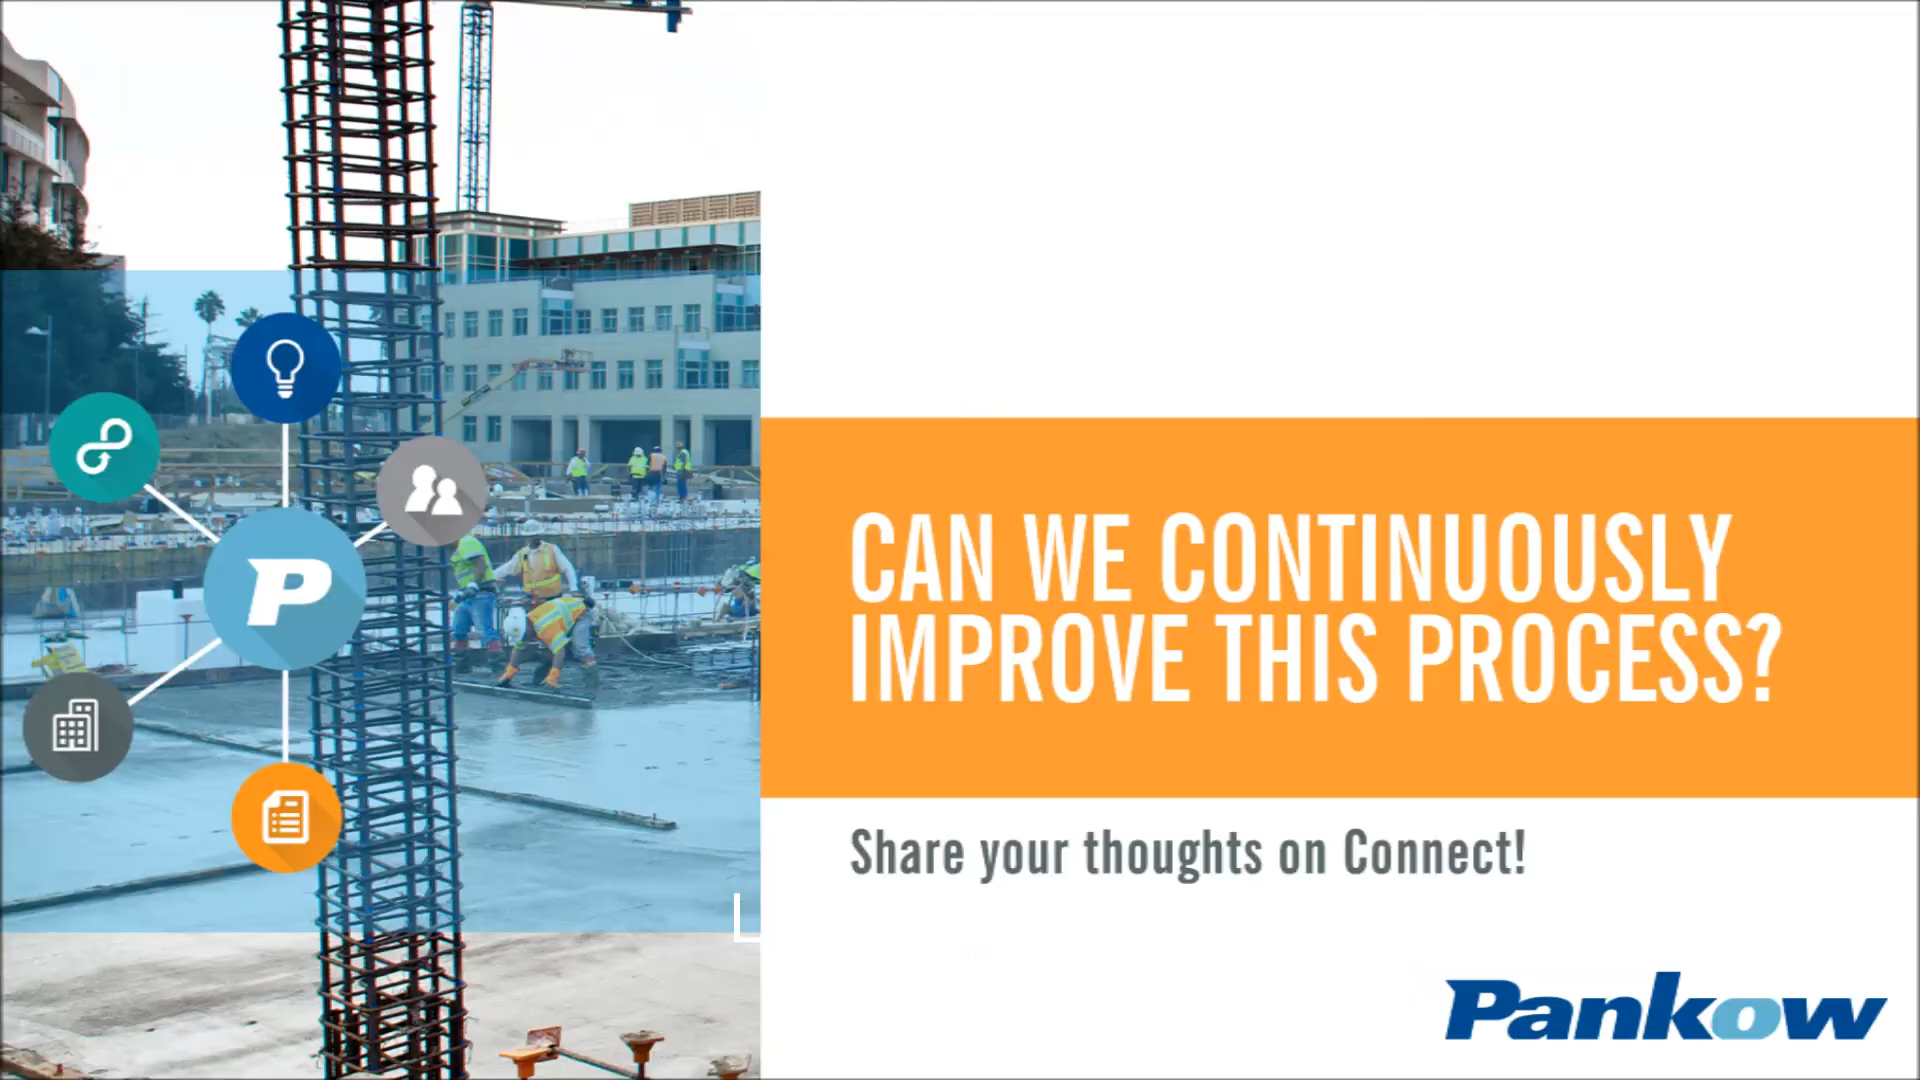 P
CAN WE CONTINUOUSLY
IMPROVE THIS PROCESS?
Share your thoughts on Connect!
Pankow